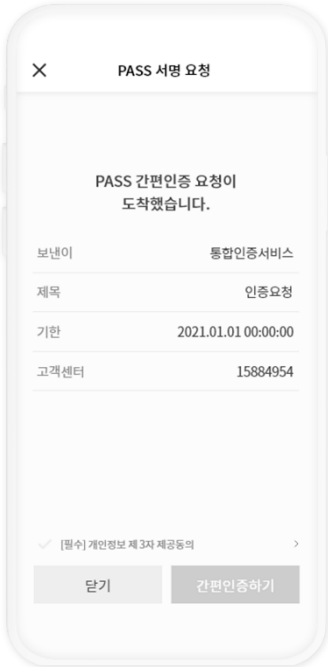 PASS 서명 요청
PASS 간편인증 요청이
도착했습니다.
보낸이 통합인증서비스
제목 인증요청
기한 2021.01.01 00:00:00
고객센터 15884954
[필수] 개인정보 제 3자 제공동의
닫기 간편인증하기